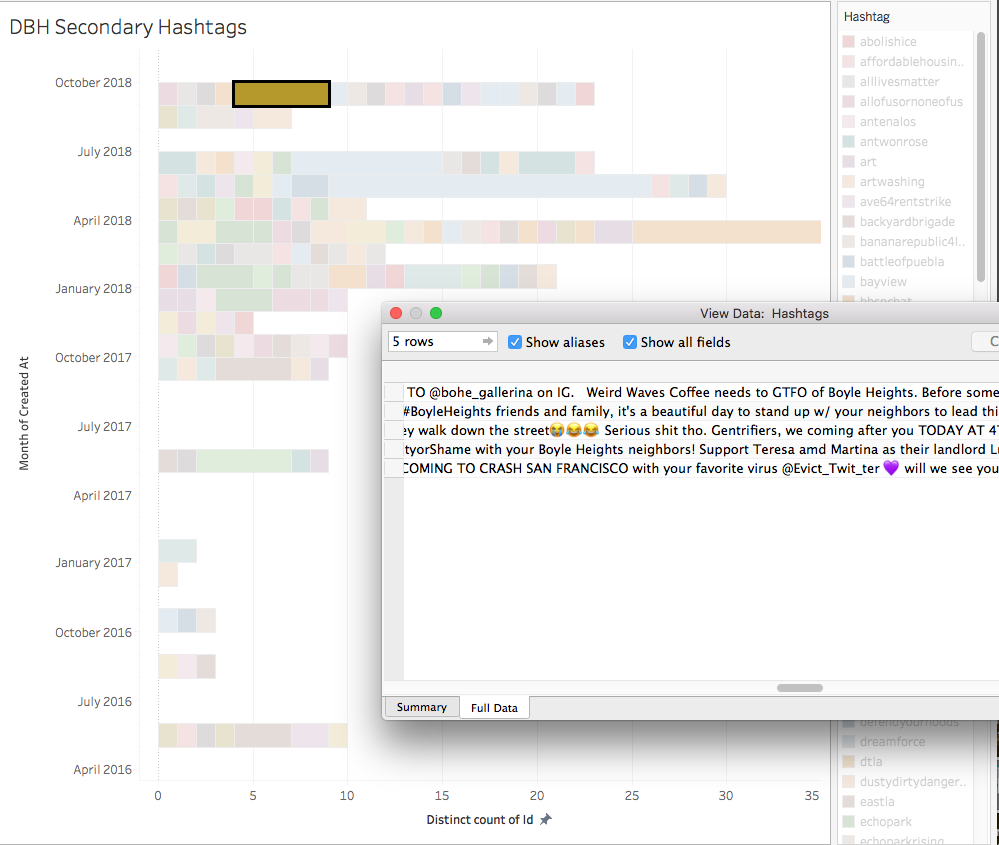 DBH Secondary Hashtags
October 2018
July 2018
April 2018
January 2018
October 2017
July 2017
April 2017
January 2017
October 2016
July 2016
April 2016
Month of Created At
0 5 10 15 20 25 30 35
Distinct count of Id
Hashtag
abolishice
affordablehousin..
alllivesmatter
allofusornoneofus
antenalos
antwonrose
art
artwashing
ave64rentstrike
backyardbrigade
bananarepublic4l..
battleofpuebla
bayview
View Data: Hashtags
5 rows
Show aliases
Show all fields
TO @bohe_gallerina on IG. Weird Waves Coffee needs to GTFO of Boyle Heights. Before some
#BoyleHeights friends and family, it's a beautiful day to stand up w/ your neighbors to lead thi
ey walk down the street😭😂😂 Serious shit tho. Gentrifiers, we coming after you TODAY AT 4
tyorShame with your Boyle Heights neighbors! Support Teresa amd Martina as their landlord Lu
COMING TO CRASH SAN FRANCISCO with your favorite virus @Evict_Twit_ter 💜 will we see you
Summary
Full Data
defendyourhoods
dreamforce
dtla
dustydirtydanger..
eastla
echopark
echoparkrising